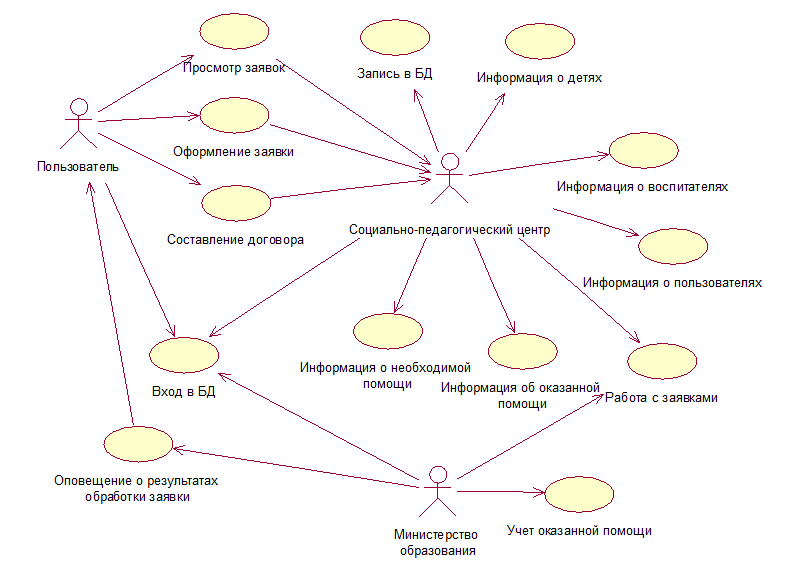 Просмотр заявок
Запись в БД
Информация о детях
Пользователь
Оформление заявки
Информация о воспитателях
Составление договора
Социально-педагогический центр
Информация о пользователях
Вход в БД
Информация о необходимой
помощи
Информация об оказанной
помощи
Работа с заявками
Оповещение о результатах
обработки заявки
Министерство
образования
Учет оказанной помощи